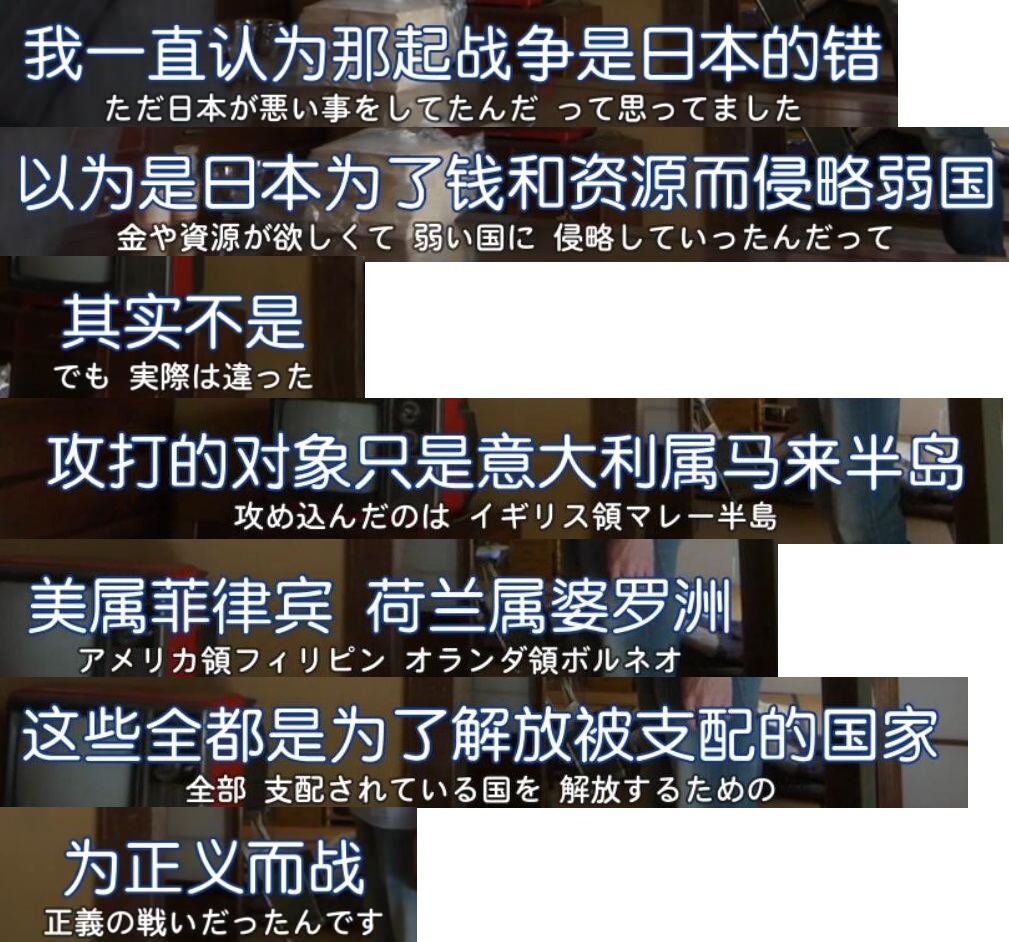 我一直认为那起战争是日本的错
ただ日本が悪い事をしてたんだ って思ってました
以为是日本为了钱和资源而侵略弱国
金や資源が欲しくて 弱い国に 侵略していったんだって
其实不是
でも 実際は違った
攻打的对象只是意大利属马来半岛
攻め込んだのは イギリス領マレー半島
美属菲律宾 荷兰属婆罗洲
アメリカ領フィリピン オランダ領ボルネオ
这些全都是为了解放被支配的国家
全部 支配されている国を 解放するための
为正义而战
正義の戦いだったんです